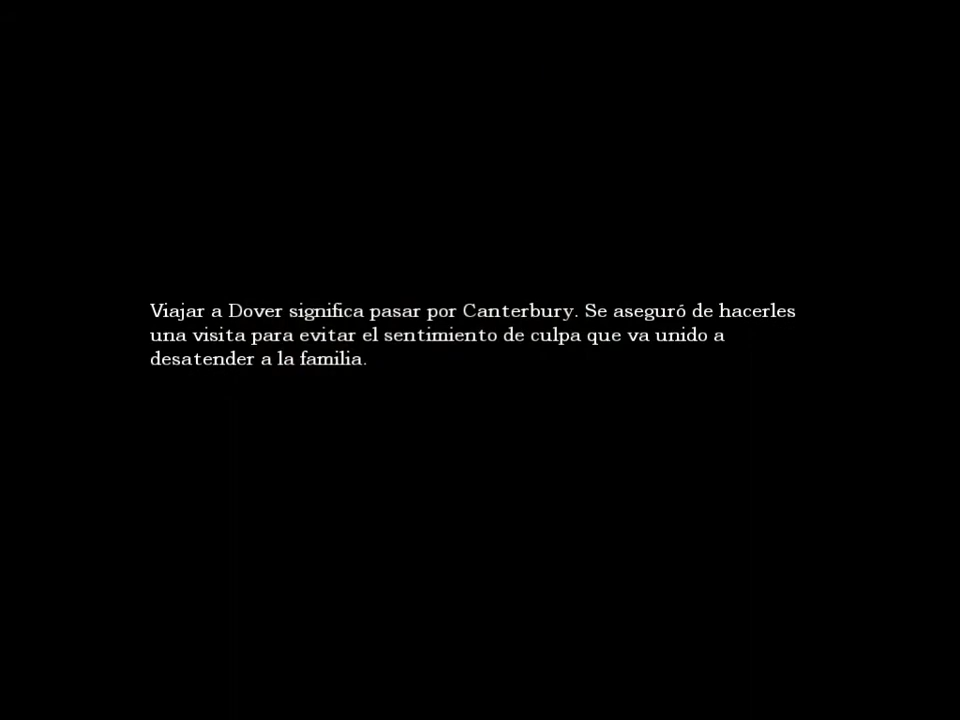 Viajar a Dover significa pasar por Canterbury. Se aseguró de hacerles
una visita para evitar el sentimiento de culpa que va unido a
desatender a la familia.